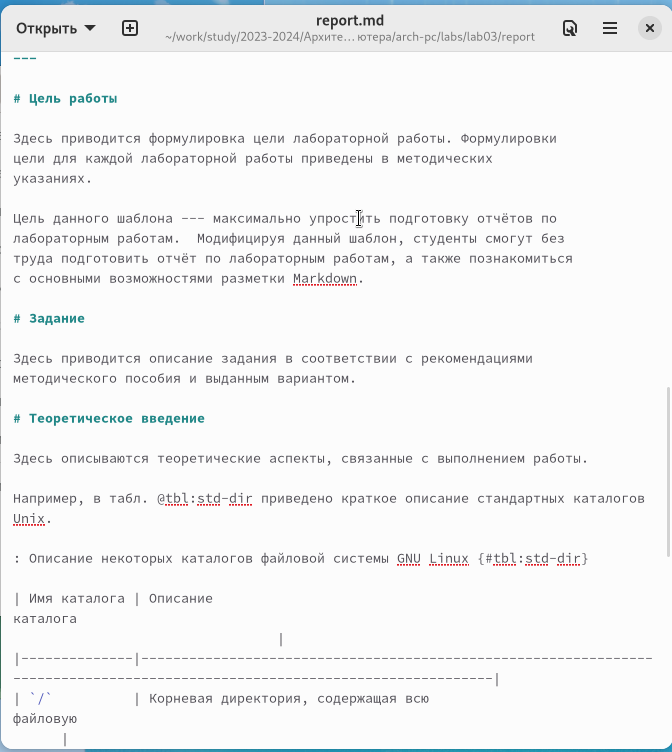 Открыть
report.md
~/work/study/2023-2024/Архите… ютера/arch-pc/labs/lab03/report
---
# Цель работы
Здесь приводится формулировка цели лабораторной работы. Формулировки
цели для каждой лабораторной работы приведены в методических
указаниях.
Цель данного шаблона --- максимально упростить подготовку отчётов по
лабораторным работам.  Модифицируя данный шаблон, студенты смогут без
труда подготовить отчёт по лабораторным работам, а также познакомиться
с основными возможностями разметки Markdown.
# Задание
Здесь приводится описание задания в соответствии с рекомендациями
методического пособия и выданным вариантом.
# Теоретическое введение
Здесь описываются теоретические аспекты, связанные с выполнением работы.
Например, в табл. @tbl:std-dir приведено краткое описание стандартных каталогов
Unix.
: Описание некоторых каталогов файловой системы GNU Linux {#tbl:std-dir}
| Имя каталога | Описание
каталога
|
|--------------|----------------------------------------------------------------
------------------------------------------------------------|
| `/`          | Корневая директория, содержащая всю
файловую
|